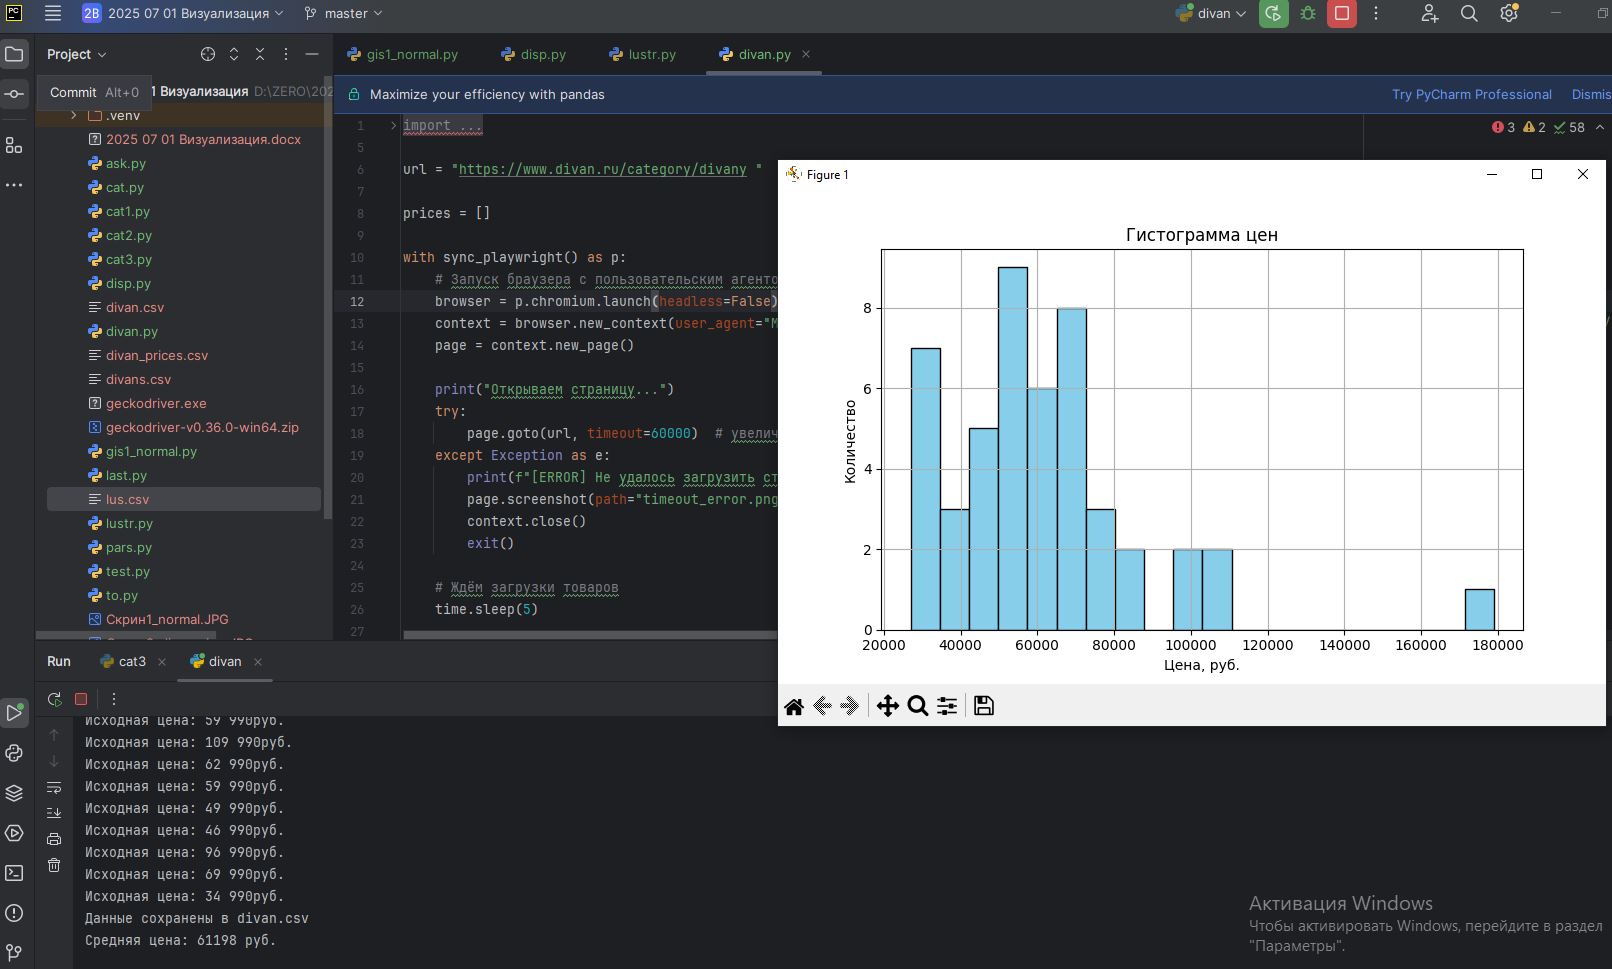 PC
2B 2025 07 01 Визуализация
master
divan
Project
gis1_normal.py
disp.py
lustr.py
divan.py
Commit Alt+0
1 Визуализация D:\ZERO\202
Maximize your efficiency with pandas
Try PyCharm Professional
Dismis
.venv
2025 07 01 Визуализация.docx
ask.py
cat.py
cat1.py
cat2.py
cat3.py
disp.py
divan.csv
divan.py
divan_prices.csv
divans.csv
geckodriver.exe
geckodriver-v0.36.0-win64.zip
gis1_normal.py
last.py
lus.csv
lustr.py
pars.py
test.py
to.py
Скрин1_normal.JPG
3 2 58
1 import ...
5
6 url = "https://www.divan.ru/category/divany "
7
8 prices = []
9
10 with sync_playwright() as p:
11 # Запуск браузера с пользовательским агенто
12 browser = p.chromium.launch(headless=False)
13 context = browser.new_context(user_agent="M
14 page = context.new_page()
15
16 print("Открываем страницу...")
17 try:
18 page.goto(url, timeout=60000) # увелич
19 except Exception as e:
20 print(f"[ERROR] Не удалось загрузить ст
21 page.screenshot(path="timeout_error.png
22 context.close()
23 exit()
24
25 # Ждём загрузки товаров
26 time.sleep(5)
27
Figure 1
Гистограмма цен
Количество
8
6
4
2
0
20000 40000 60000 80000 100000 120000 140000 160000 180000
Цена, руб.
Run
cat3
divan
Исходная цена: 59 990руб.
Исходная цена: 109 990руб.
Исходная цена: 62 990руб.
Исходная цена: 59 990руб.
Исходная цена: 49 990руб.
Исходная цена: 46 990руб.
Исходная цена: 96 990руб.
Исходная цена: 69 990руб.
Исходная цена: 34 990руб.
Данные сохранены в divan.csv
Средняя цена: 61198 руб.
Активация Windows
Чтобы активировать Windows, перейдите в раздел
"Параметры".